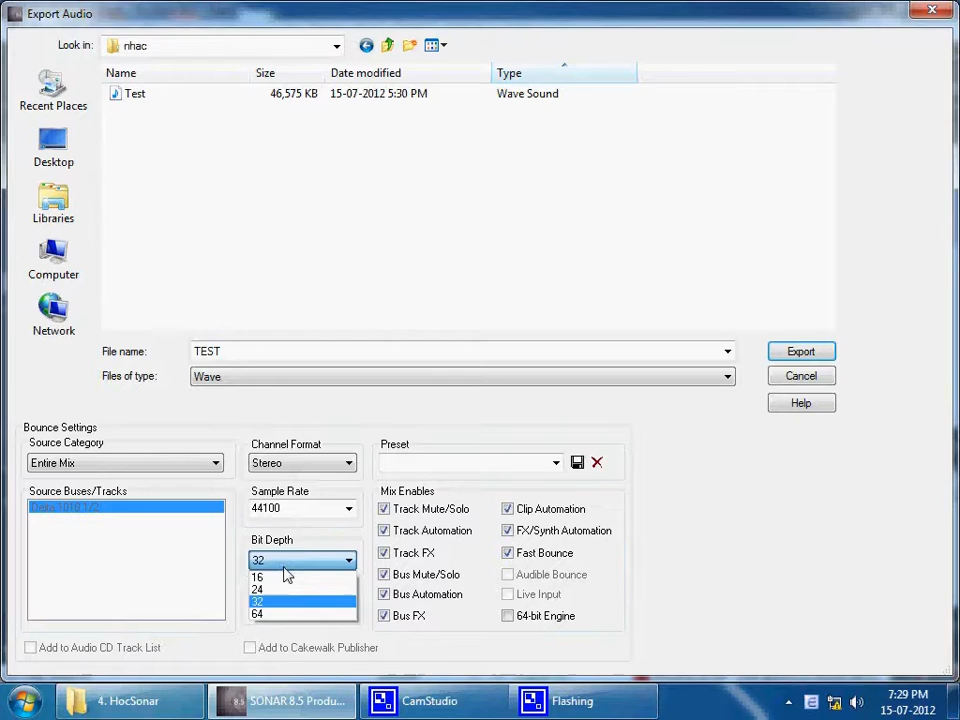 Export Audio
Look in: nhac
Name Size Date modified Type
Test 46,575 KB 15-07-2012 5:30 PM Wave Sound
Recent Places
Desktop
Libraries
Computer
Network
File name: TEST Export
Files of type: Wave Cancel
Help
Bounce Settings
Source Category Channel Format Preset
Entire Mix Stereo
Source Buses/Tracks Sample Rate Mix Enables
Delta 1010 1/2 44100 Track Mute/Solo Clip Automation
Track Automation FX/Synth Automation
Bit Depth
32 Track FX Fast Bounce
16 Bus Mute/Solo Audible Bounce
24 Bus Automation Live Input
32
64 Bus FX 64-bit Engine
Add to Audio CD Track List Add to Cakewalk Publisher
4. HocSonar 8.5 SONAR 8.5 Produ... CamStudio Flashing 7:29 PM
15-07-2012